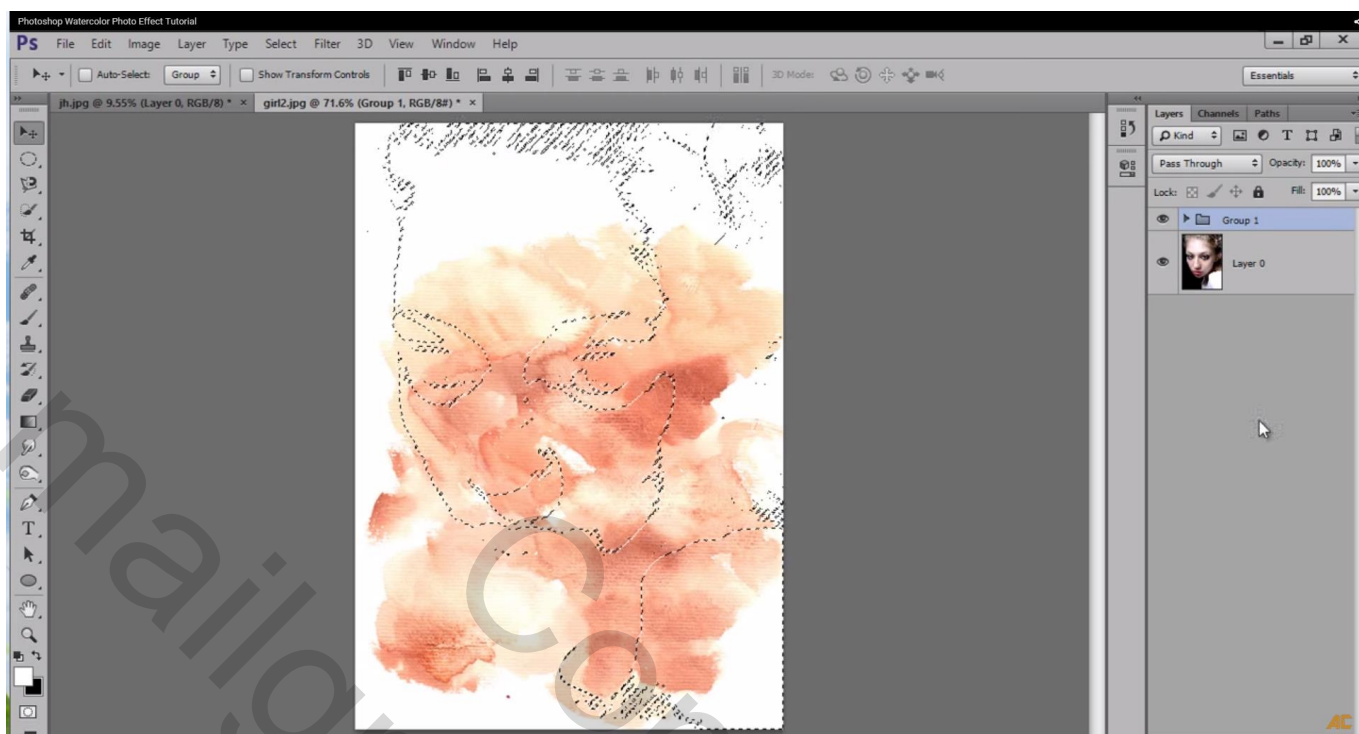 Photoshop Watercolor Photo Effect Tutorial
Ps File Edit Image Layer Type Select Filter 3D View Window Help
Auto-Select: Group Show Transform Controls 3D Mode: Essentials
jh.jpg @ 9.55% (Layer 0, RGB/8) * × girl2.jpg @ 71.6% (Group 1, RGB/8#) * ×
Layers Channels Paths
Kind
Pass Through Opacity: 100%
Lock: Fill: 100%
Group 1
Layer 0
T
AC